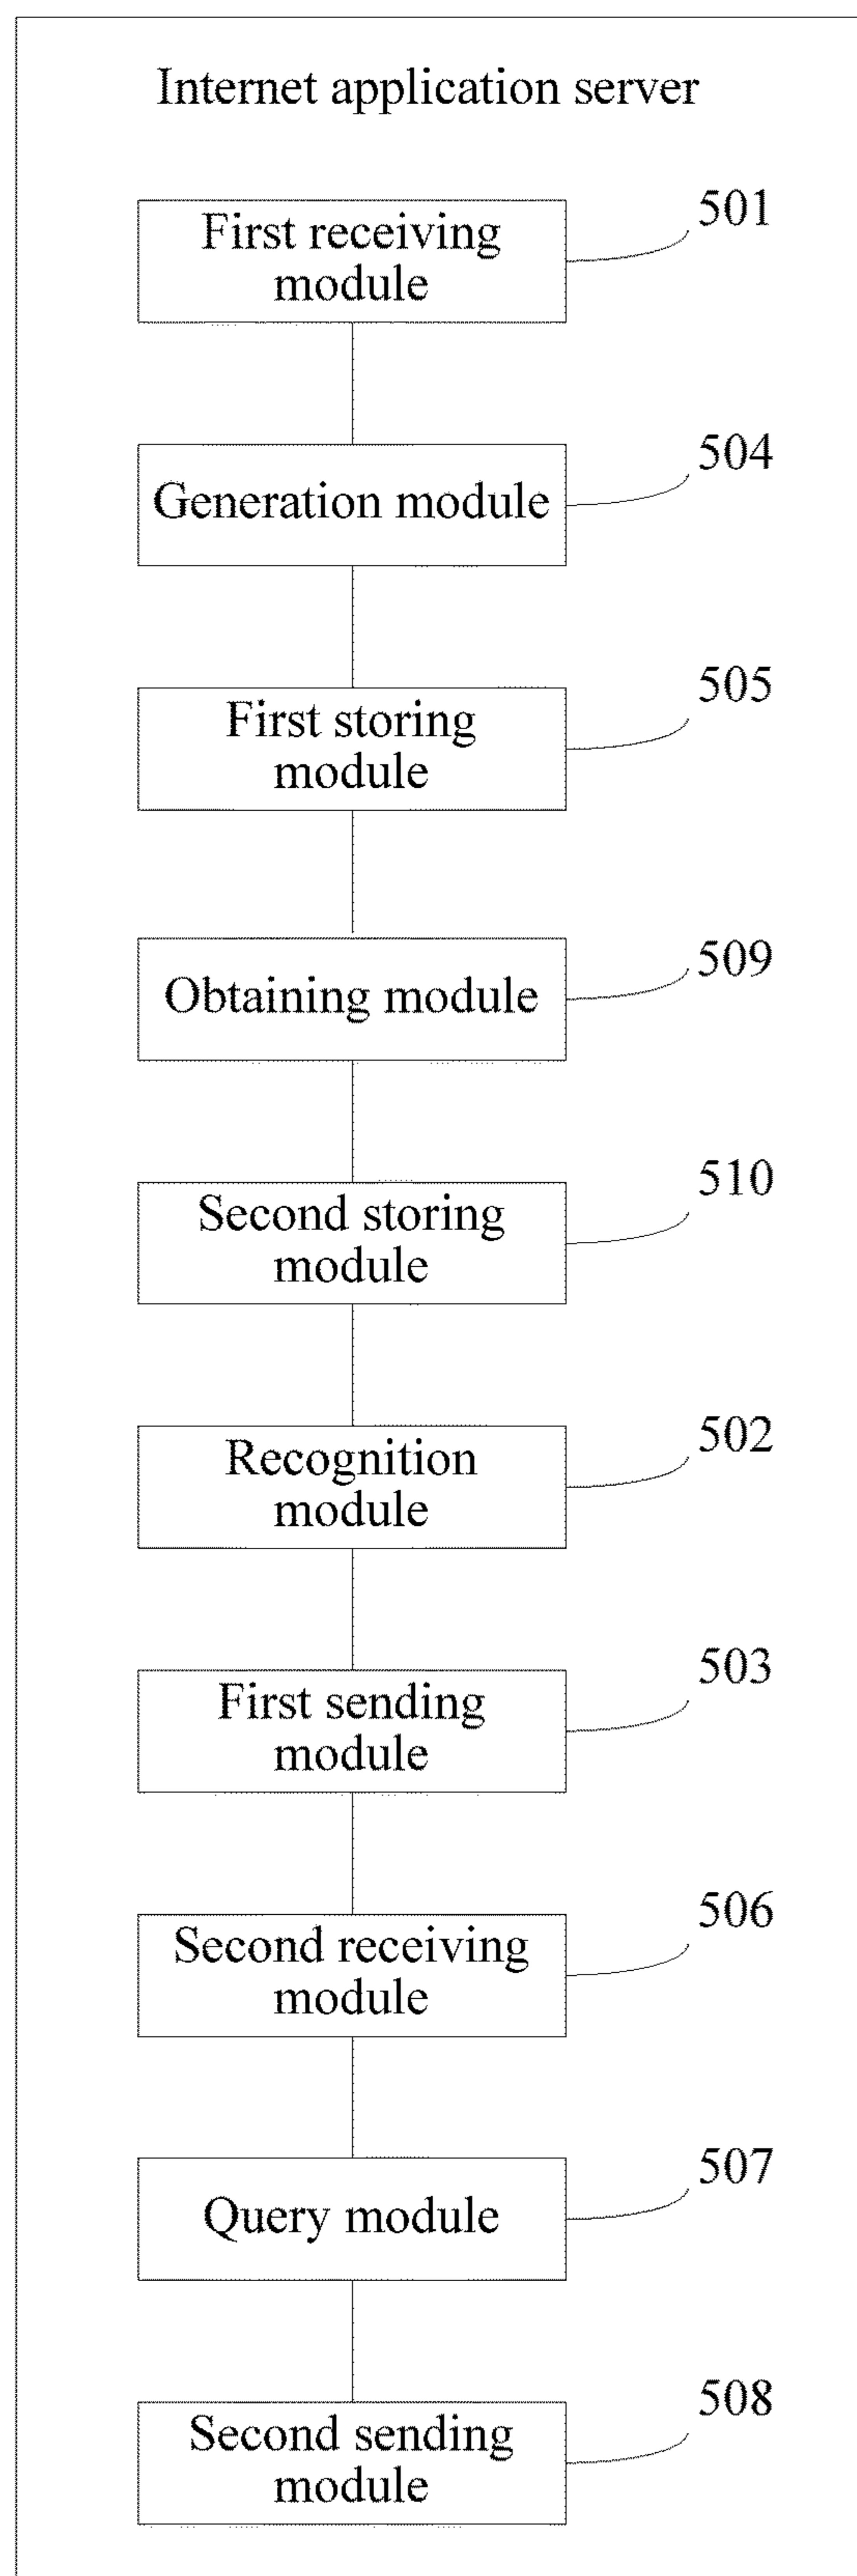 Internet application server
First receiving
module
501
Generation module
504
First storing
module
505
Obtaining module
509
Second storing
module
510
Recognition
module
502
First sending
module
503
Second receiving
module
506
Query module
507
Second sending
module
508